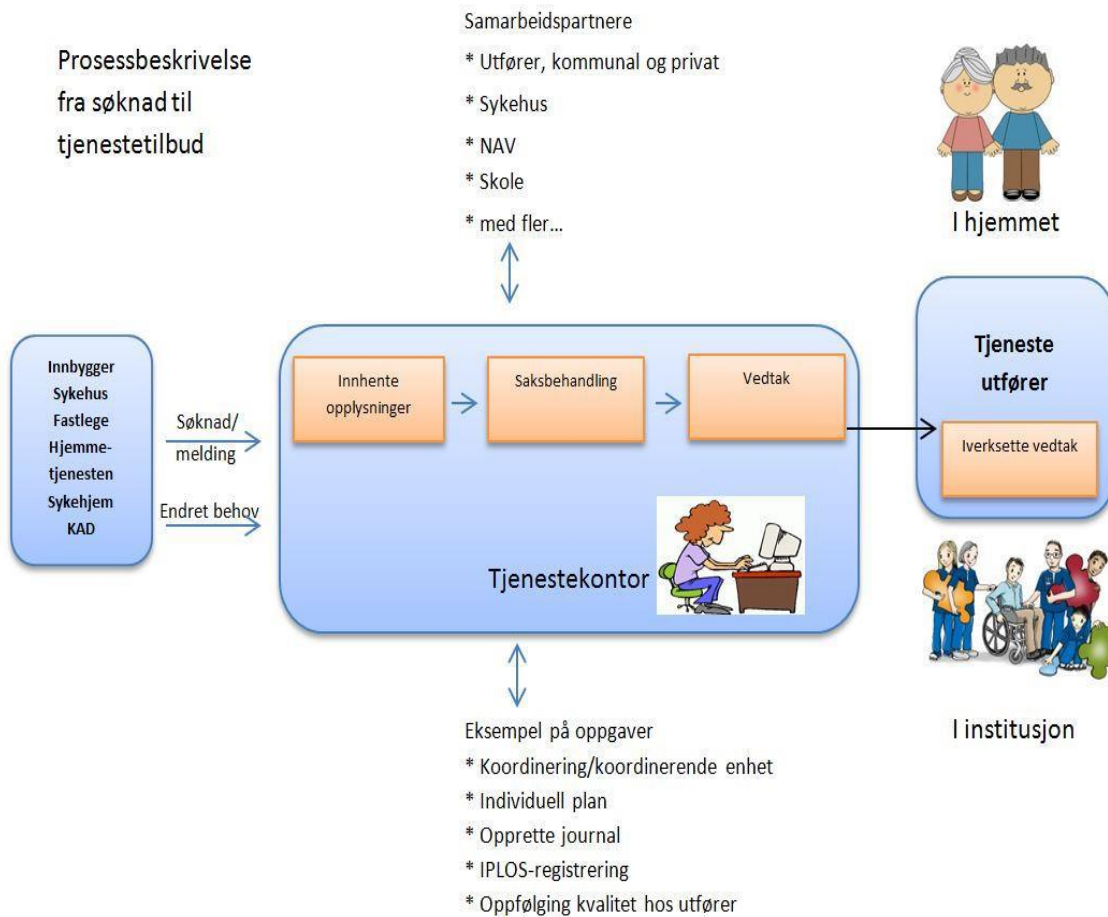 Prosessbeskrivelse
fra søknad til
tjenestetilbud
Samarbeidspartnere
* Utfører, kommunal og privat
* Sykehus
* NAV
* Skole
* med fler...
I hjemmet
Innbygger
Sykehus
Fastlege
Hjemme-
tjenesten
Sykehjem
KAD
Søknad/
melding
Endret behov
Innhente
opplysninger
Saksbehandling
Vedtak
Tjenestekontor
Tjeneste
utfører
Iverksette vedtak
I institusjon
Eksempel på oppgaver
* Koordinering/koordinerende enhet
* Individuell plan
* Opprette journal
* IPLOS-registrering
* Oppfølging kvalitet hos utfører